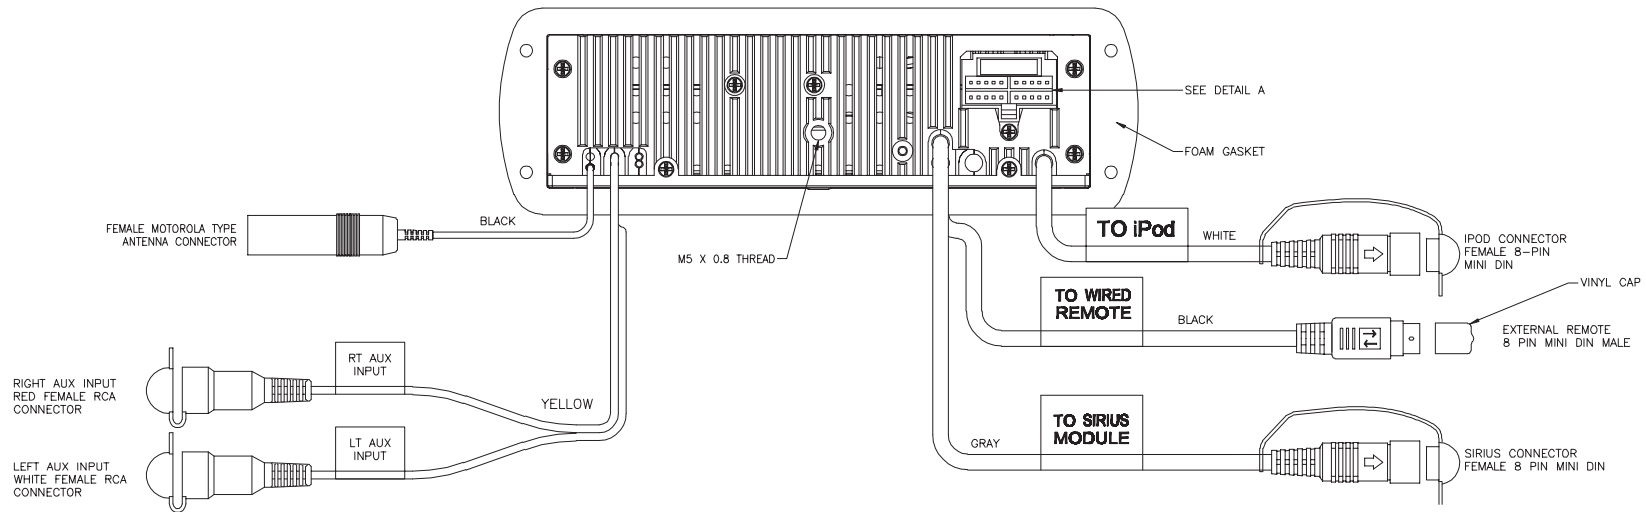 SEE DETAIL A
FOAM GASKET
BLACK
FEMALE MOTOROLA TYPE
ANTENNA CONNECTOR
M5 X 0.8 THREAD
TO iPod
WHITE
IPOD CONNECTOR
FEMALE 8-PIN
MINI DIN
VINYL CAP
TO WIRED
REMOTE
BLACK
EXTERNAL REMOTE
8 PIN MINI DIN MALE
RT AUX
INPUT
RIGHT AUX INPUT
RED FEMALE RCA
CONNECTOR
YELLOW
LT AUX
INPUT
LEFT AUX INPUT
WHITE FEMALE RCA
CONNECTOR
GRAY
TO SIRIUS
MODULE
SIRIUS CONNECTOR
FEMALE 8 PIN MINI DIN